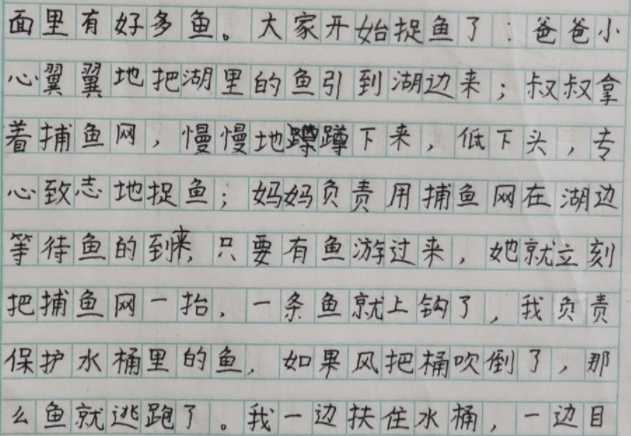 面里有好多鱼。大家开始捉鱼了：爸爸小
心翼翼地把湖里的鱼引到湖边来；叔叔拿
着捕鱼网，慢慢地蹲下来，低下头，专
心致志地捉鱼；妈妈负责用捕鱼网在湖边
等待鱼的到来，只要有鱼游过来，她就立刻
把捕鱼网一抬，一条鱼就上钩了，我负责
保护水桶里的鱼，如果风把桶吹倒了，那
么鱼就逃跑了。我一边扶住水桶，一边目